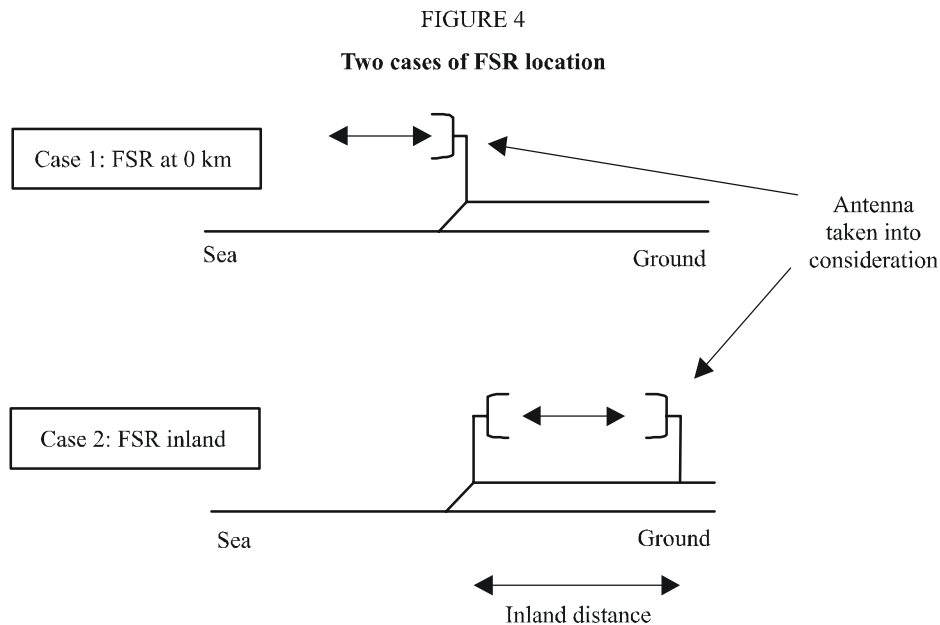 FIGURE 4
Two cases of FSR location
Case 1: FSR at 0 km
Sea
Ground
Antenna
taken into
consideration
Case 2: FSR inland
Sea
Ground
Inland distance